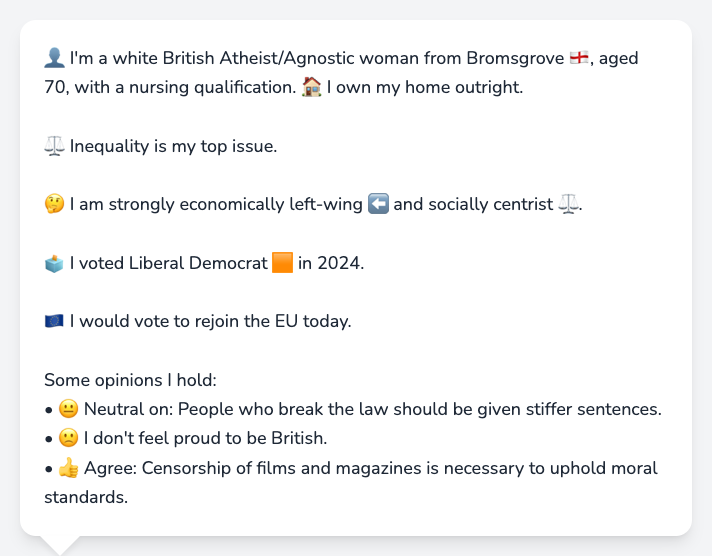 👤 I'm a white British Atheist/Agnostic woman from Bromsgrove 🏴󠁧󠁢󠁥󠁮󠁧󠁿, aged
70, with a nursing qualification. 🏠 I own my home outright.
⚖️ Inequality is my top issue.
🤔 I am strongly economically left-wing ⬅️ and socially centrist ⚖️.
🗳️ I voted Liberal Democrat 🟧 in 2024.
🇪🇺 I would vote to rejoin the EU today.
Some opinions I hold:
• 😐 Neutral on: People who break the law should be given stiffer sentences.
• 🙁 I don't feel proud to be British.
• 👍 Agree: Censorship of films and magazines is necessary to uphold moral
standards.